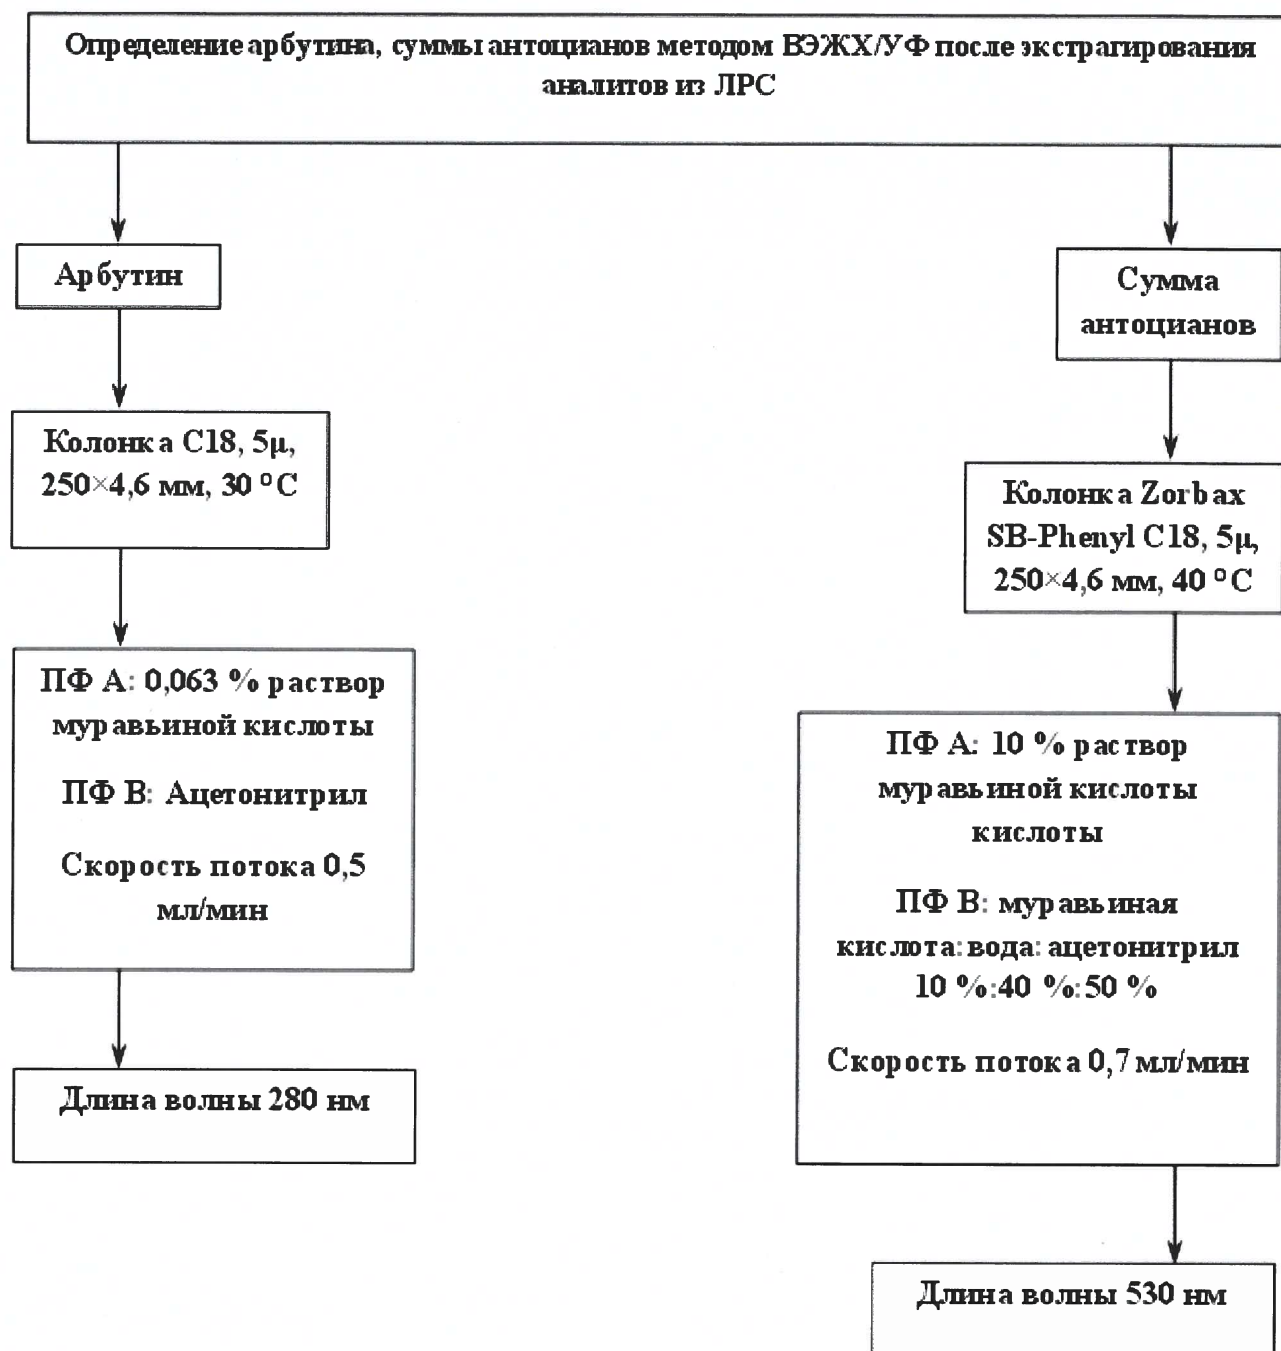 Определение арбутина, суммы антоцианов методом ВЭЖХ/УФ после экстрагирования
аналитов из ЛРС
Арбутин
Колонка С18, 5µ,
250×4,6 мм, 30 °С
ПФ А: 0,063 % раствор
муравьиной кислоты
ПФ В: Ацетонитрил
Скорость потока 0,5
мл/мин
Длина волны 280 нм
Сумма
антоцианов
Колонка Zorbax
SB-Phenyl C18, 5µ,
250×4,6 мм, 40 °С
ПФ А: 10 % раствор
муравьиной кислоты
кислоты
ПФ В: муравьиная
кислота:вода: ацетонитрил
10 %:40 %:50 %
Скорость потока 0,7 мл/мин
Длина волны 530 нм